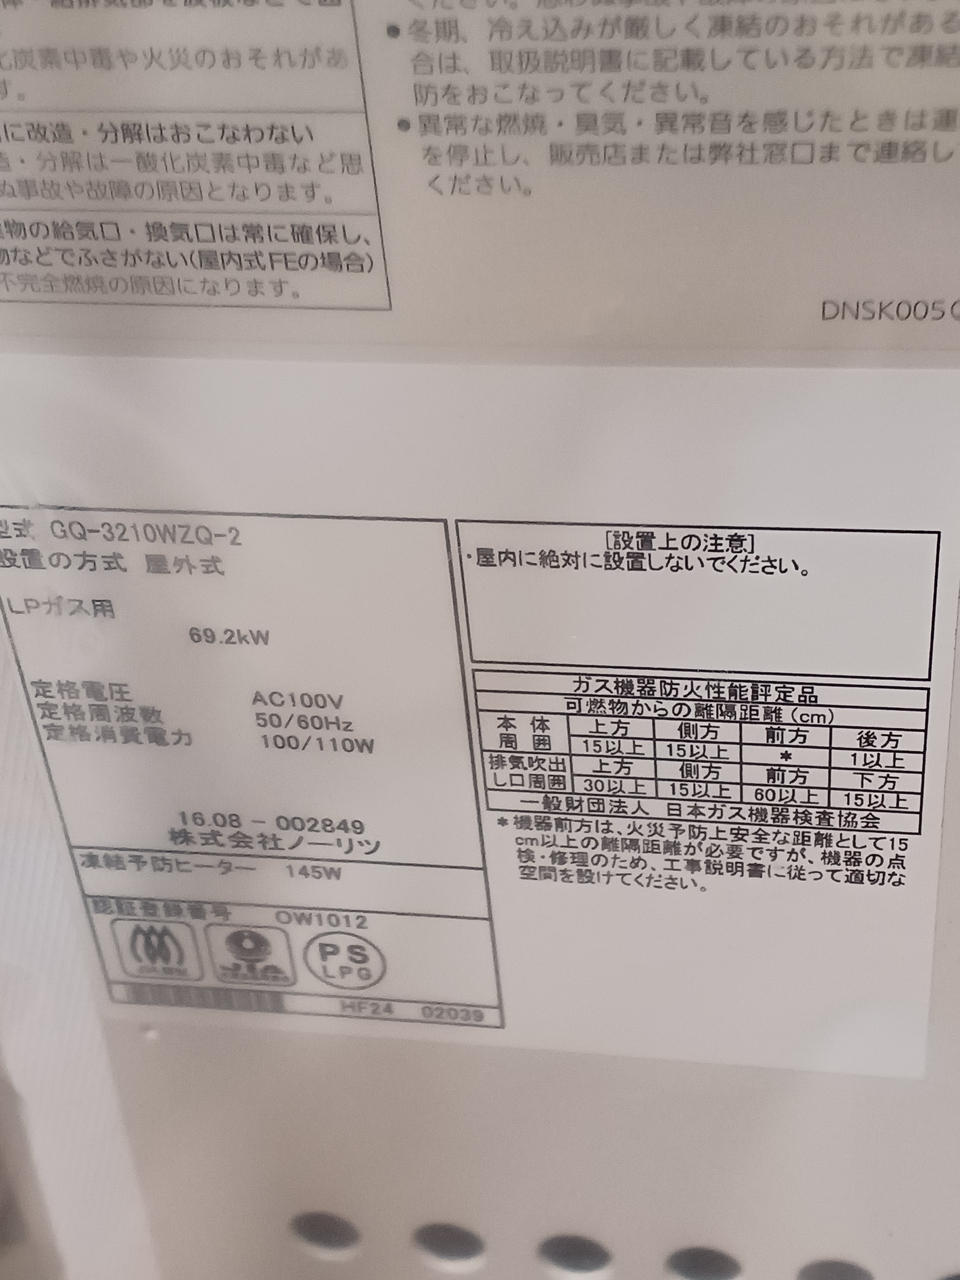 化炭素中毒や火災のおそれがあ
す。
に改造・分解はおこなわない
造・分解は一酸化炭素中毒など思
ぬ事故や故障の原因となります。
物の給気口・換気口は常に確保し、
物などでふさがない(屋内式FEの場合)
不完全燃焼の原因になります。
●冬期、冷え込みが厳しく凍結のおそれがある
合は、取扱説明書に記載している方法で凍結
防をおこなってください。
●異常な燃焼・臭気・異常音を感じたときは運
を停止し、販売店または弊社窓口まで連絡し
ください。
DNSK005
型式 GQ-3210WZQ-2
設置の方式 屋外式
LPガス用
69.2kW
定格電圧 AC100V
定格周波数 50/60Hz
定格消費電力 100/110W
16.08-002849
株式会社ノーリツ
凍結予防ヒーター 145W
認証登録番号 OW1012
JIA
PS
LPG
HF24 02039
[設置上の注意]
・屋内に絶対に設置しないでください。
ガス機器防火性能評定品
可燃物からの離隔距離(cm)
本体周囲 上方 側方 前方 後方
15以上 15以上 * 1以上
排気吹出し口周囲 上方 側方 前方 下方
30以上 15以上 60以上 15以上
一般財団法人 日本ガス機器検査協会
*機器前方は、火災予防上安全な距離として15
cm以上の離隔距離が必要ですが、機器の点
検・修理のため、工事説明書に従って適切な
空間を設けてください。